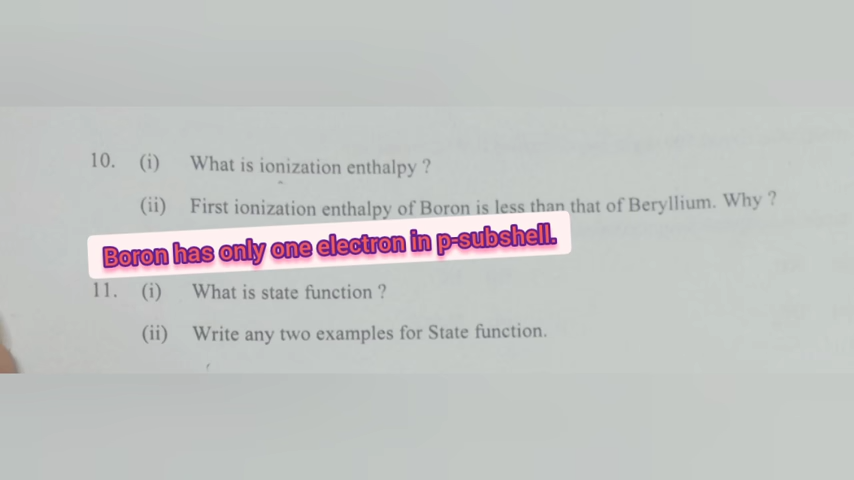 10. (i) What is ionization enthalpy ?
(ii) First ionization enthalpy of Boron is less than that of Beryllium. Why ?
Boron has only one electron in p-subshell.
11. (i) What is state function ?
(ii) Write any two examples for State function.